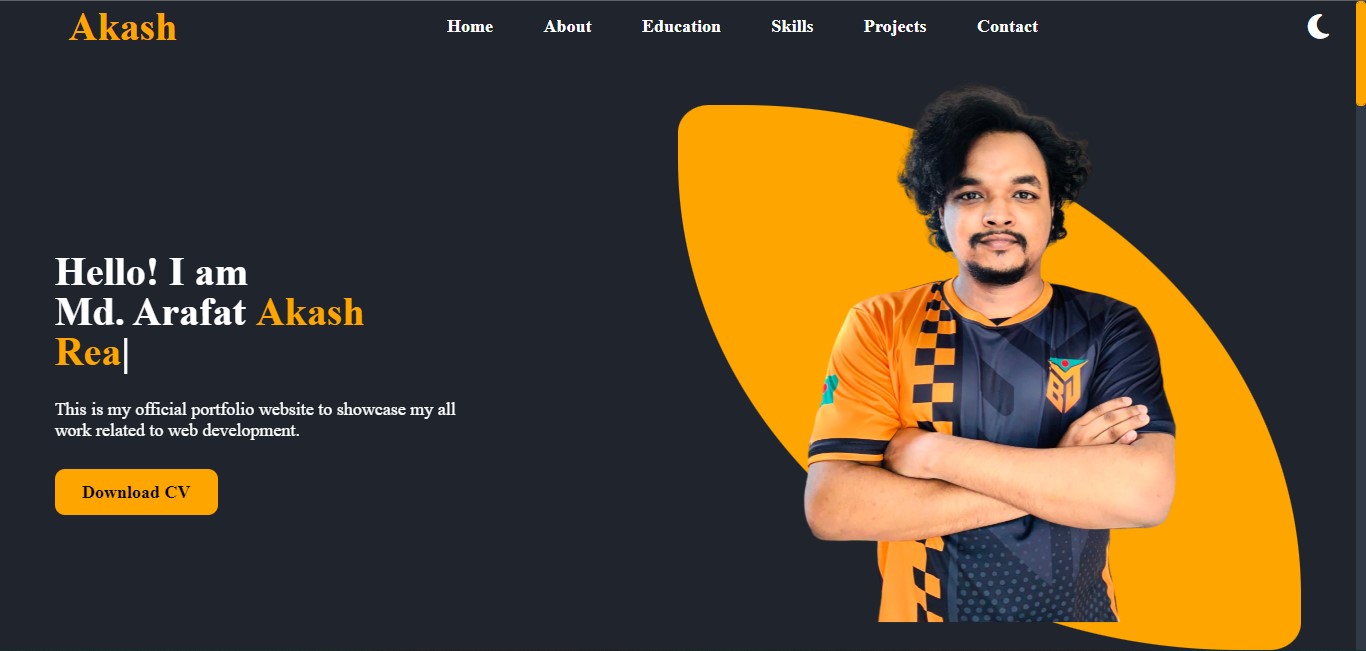 Akash
Home About Education Skills Projects Contact
Hello! I am
Md. Arafat Akash
Rea|
This is my official portfolio website to showcase my all
work related to web development.
Download CV